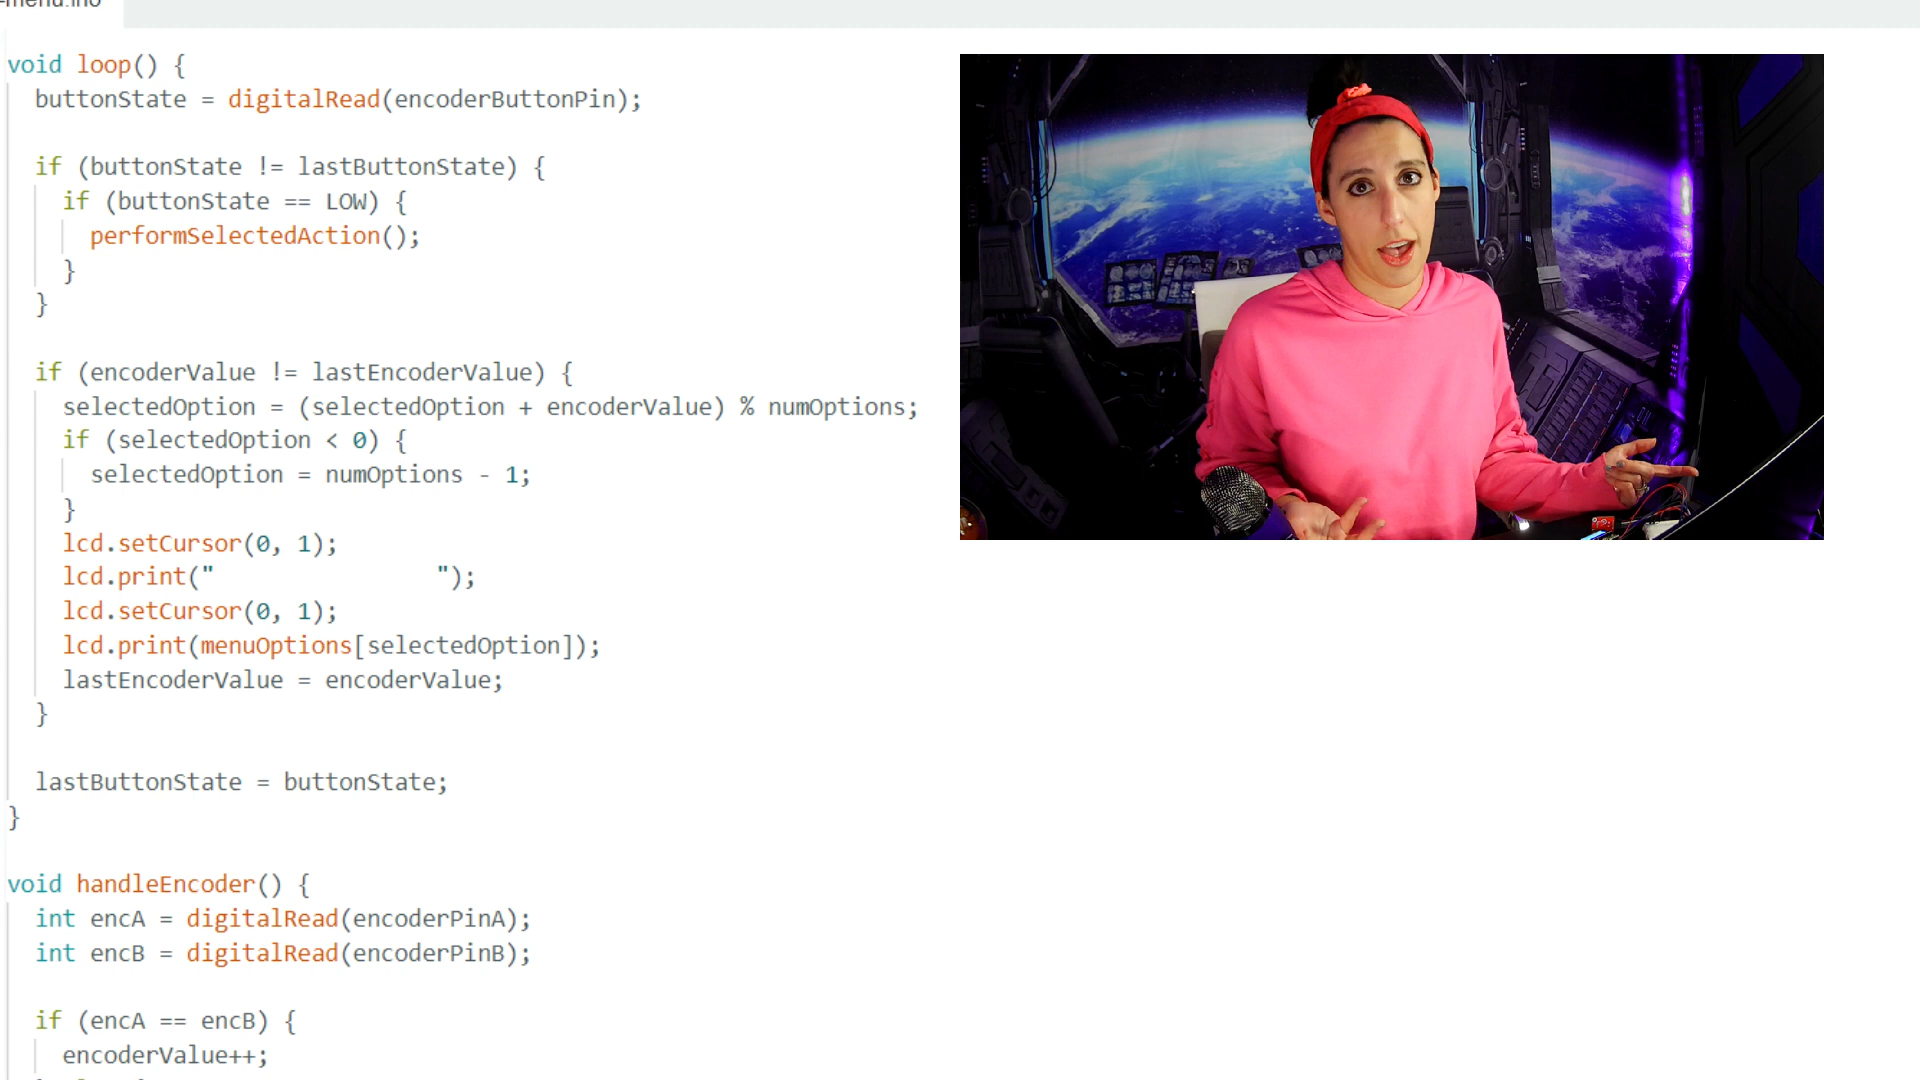 -menu.ino
void loop() {
buttonState = digitalRead(encoderButtonPin);
if (buttonState != lastButtonState) {
if (buttonState == LOW) {
performSelectedAction();
}
}
if (encoderValue != lastEncoderValue) {
selectedOption = (selectedOption + encoderValue) % numOptions;
if (selectedOption < 0) {
selectedOption = numOptions - 1;
}
lcd.setCursor(0, 1);
lcd.print("                ");
lcd.setCursor(0, 1);
lcd.print(menuOptions[selectedOption]);
lastEncoderValue = encoderValue;
}
lastButtonState = buttonState;
}
void handleEncoder() {
int encA = digitalRead(encoderPinA);
int encB = digitalRead(encoderPinB);
if (encA == encB) {
encoderValue++;